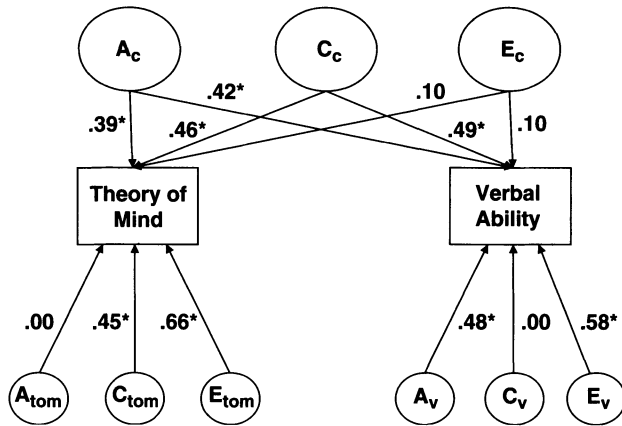 A_c C_c E_c
.42* .10
.39* .46* .49* .10
Theory of Verbal
Mind Ability
.00 .45* .66* .48* .00 .58*
A_tom C_tom E_tom A_v C_v E_v